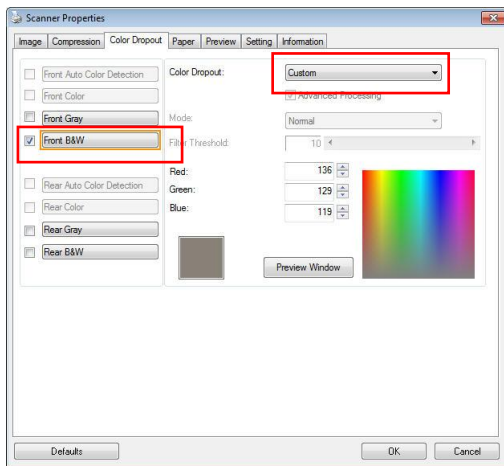 Scanner Properties
Image Compression Color Dropout Paper Preview Setting Information
Front Auto Color Detection
Front Color
Front Gray
Front B&W
Rear Auto Color Detection
Rear Color
Rear Gray
Rear B&W
Color Dropout: Custom
Advanced Processing
Mode: Normal
Filter Threshold: 10
Red: 136
Green: 129
Blue: 119
Preview Window
Defaults OK Cancel